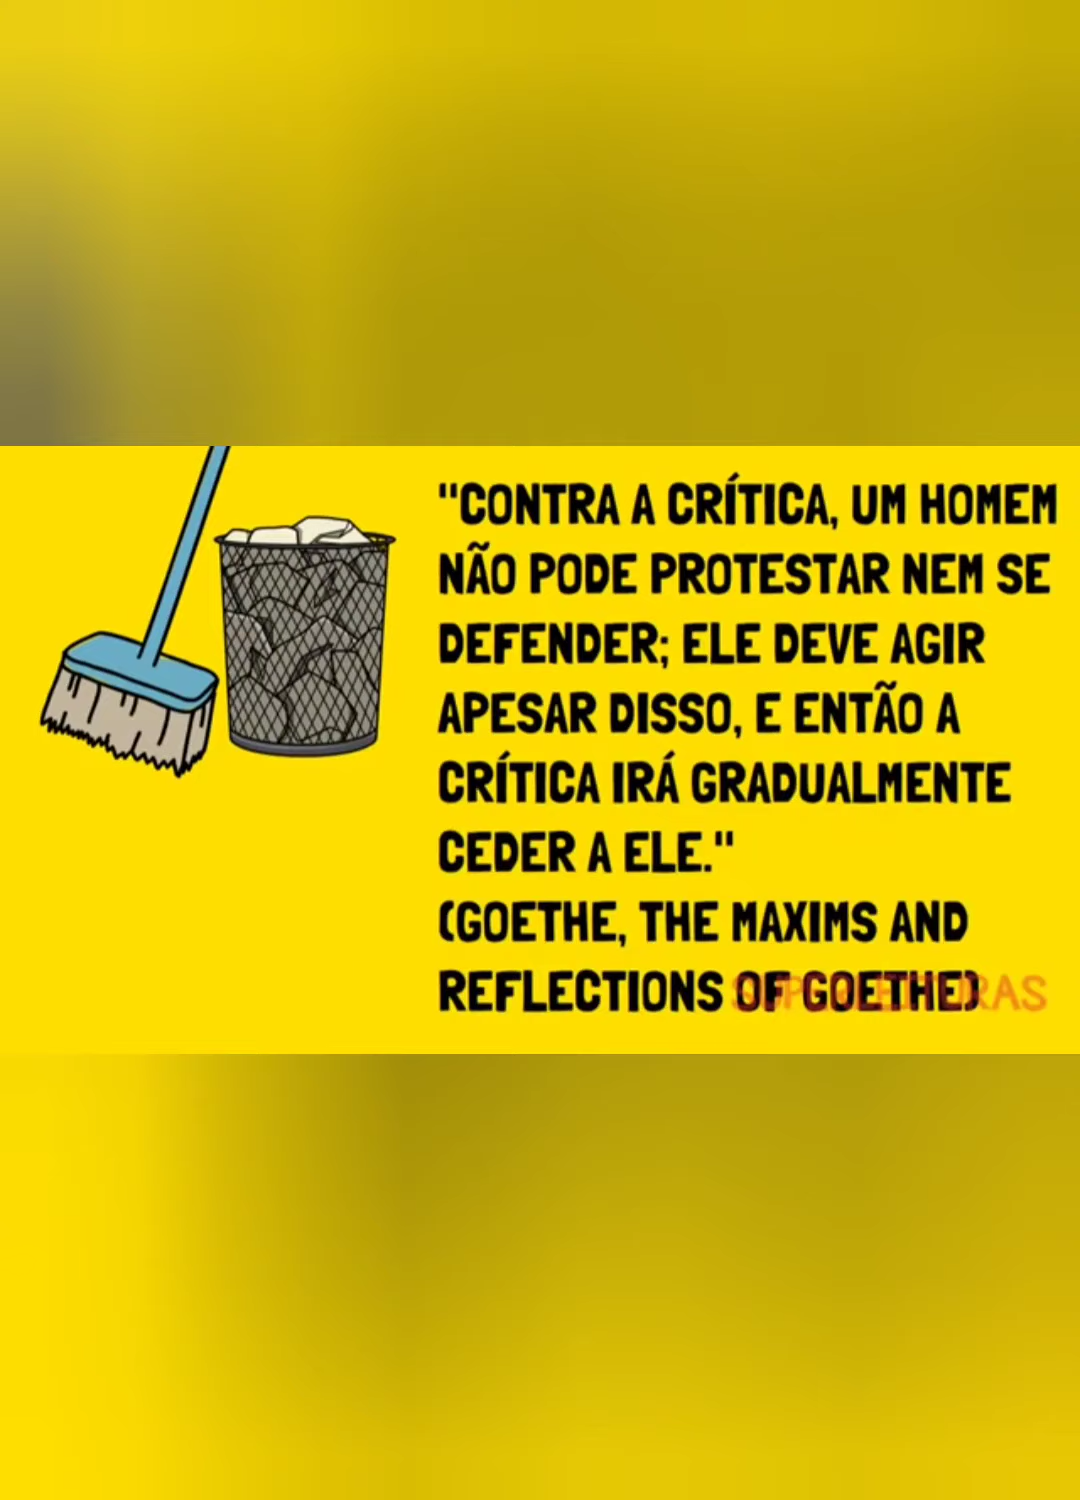 "CONTRA A CRÍTICA, UM HOMEM
NÃO PODE PROTESTAR NEM SE
DEFENDER; ELE DEVE AGIR
APESAR DISSO, E ENTÃO A
CRÍTICA IRÁ GRADUALMENTE
CEDER A ELE."
(GOETHE, THE MAXIMS AND
REFLECTIONS OF GOETHE)
SUPERLEITURAS